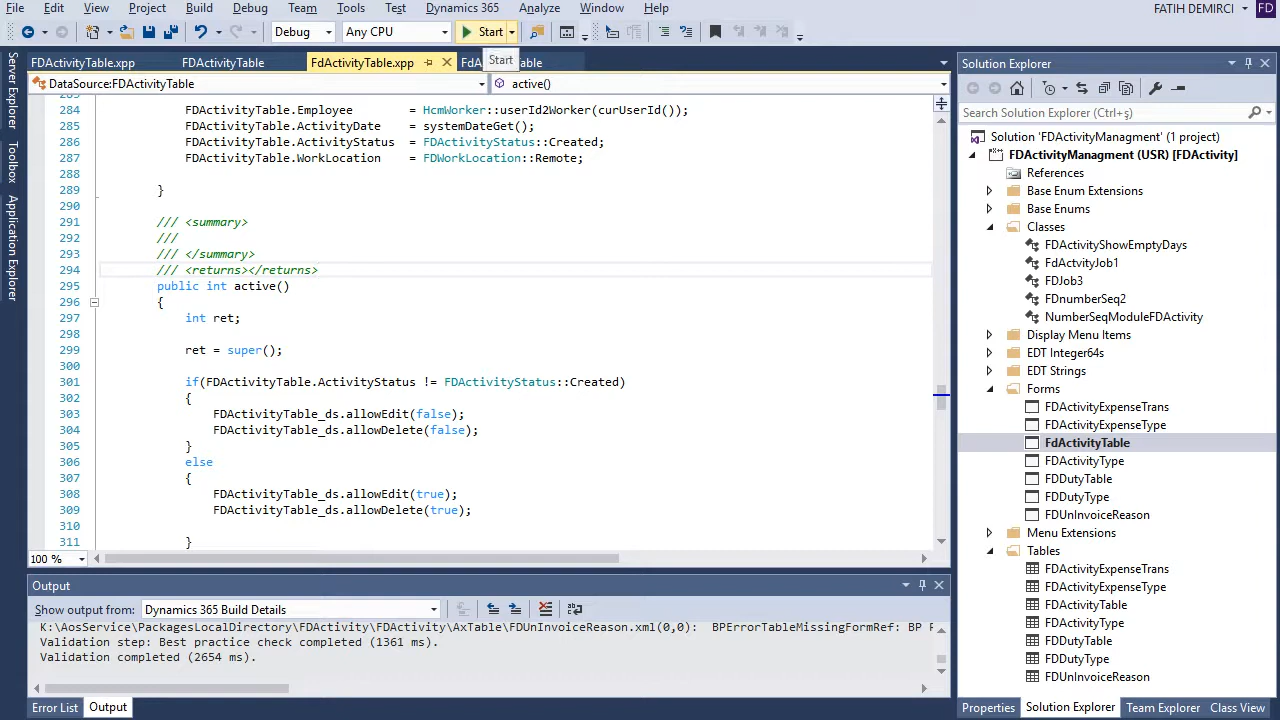 File Edit View Project Build Debug Team Tools Test Dynamics 365 Analyze Window Help FATIH DEMIRCI FD
Debug Any CPU Start
Start
FDActivityTable.xpp FDActivityTable FdActivityTable.xpp
DataSource:FDActivityTable active()
284 FDActivityTable.Employee = HcmWorker::userId2Worker(curUserId());
285 FDActivityTable.ActivityDate = systemDateGet();
286 FDActivityTable.ActivityStatus = FDActivityStatus::Created;
287 FDActivityTable.WorkLocation = FDWorkLocation::Remote;
288
289 }
290
291 /// <summary>
292 ///
293 /// </summary>
294 /// <returns></returns>
295 public int active()
296 {
297 int ret;
298
299 ret = super();
300
301 if(FDActivityTable.ActivityStatus != FDActivityStatus::Created)
302 {
303 FDActivityTable_ds.allowEdit(false);
304 FDActivityTable_ds.allowDelete(false);
305 }
306 else
307 {
308 FDActivityTable_ds.allowEdit(true);
309 FDActivityTable_ds.allowDelete(true);
310
311 }
100 %
Output
Show output from: Dynamics 365 Build Details
K:\AosService\PackagesLocalDirectory\FDActivity\FDActivity\AxTable\FDUnInvoiceReason.xml(0,0): BPErrorTableMissingFormRef: BP
Validation step: Best practic check completed (1361 ms).
Validation completed (2654 ms).
Error List Output
Server Explorer
Toolbox
Application Explorer
Solution Explorer
Search Solution Explorer (Ctrl+ş)
Solution 'FDActivityManagment' (1 project)
FDActivityManagment (USR) [FDActivity]
References
Base Enum Extensions
Base Enums
Classes
FDActivityShowEmptyDays
FdActivityJob1
FDJob3
FDnumberSeq2
NumberSeqModuleFDActivity
Display Menu Items
EDT Integer64s
EDT Strings
Forms
FDActivityExpenseTrans
FDActivityExpenseType
FdActivityTable
FDActivityType
FDDutyTable
FDDutyType
FDUnInvoiceReason
Menu Extensions
Tables
FDActivityExpenseTrans
FDActivityExpenseType
FDActivityTable
FDActivityType
FDDutyTable
FDDutyType
FDUnInvoiceReason
Properties Solution Explorer Team Explorer Class View